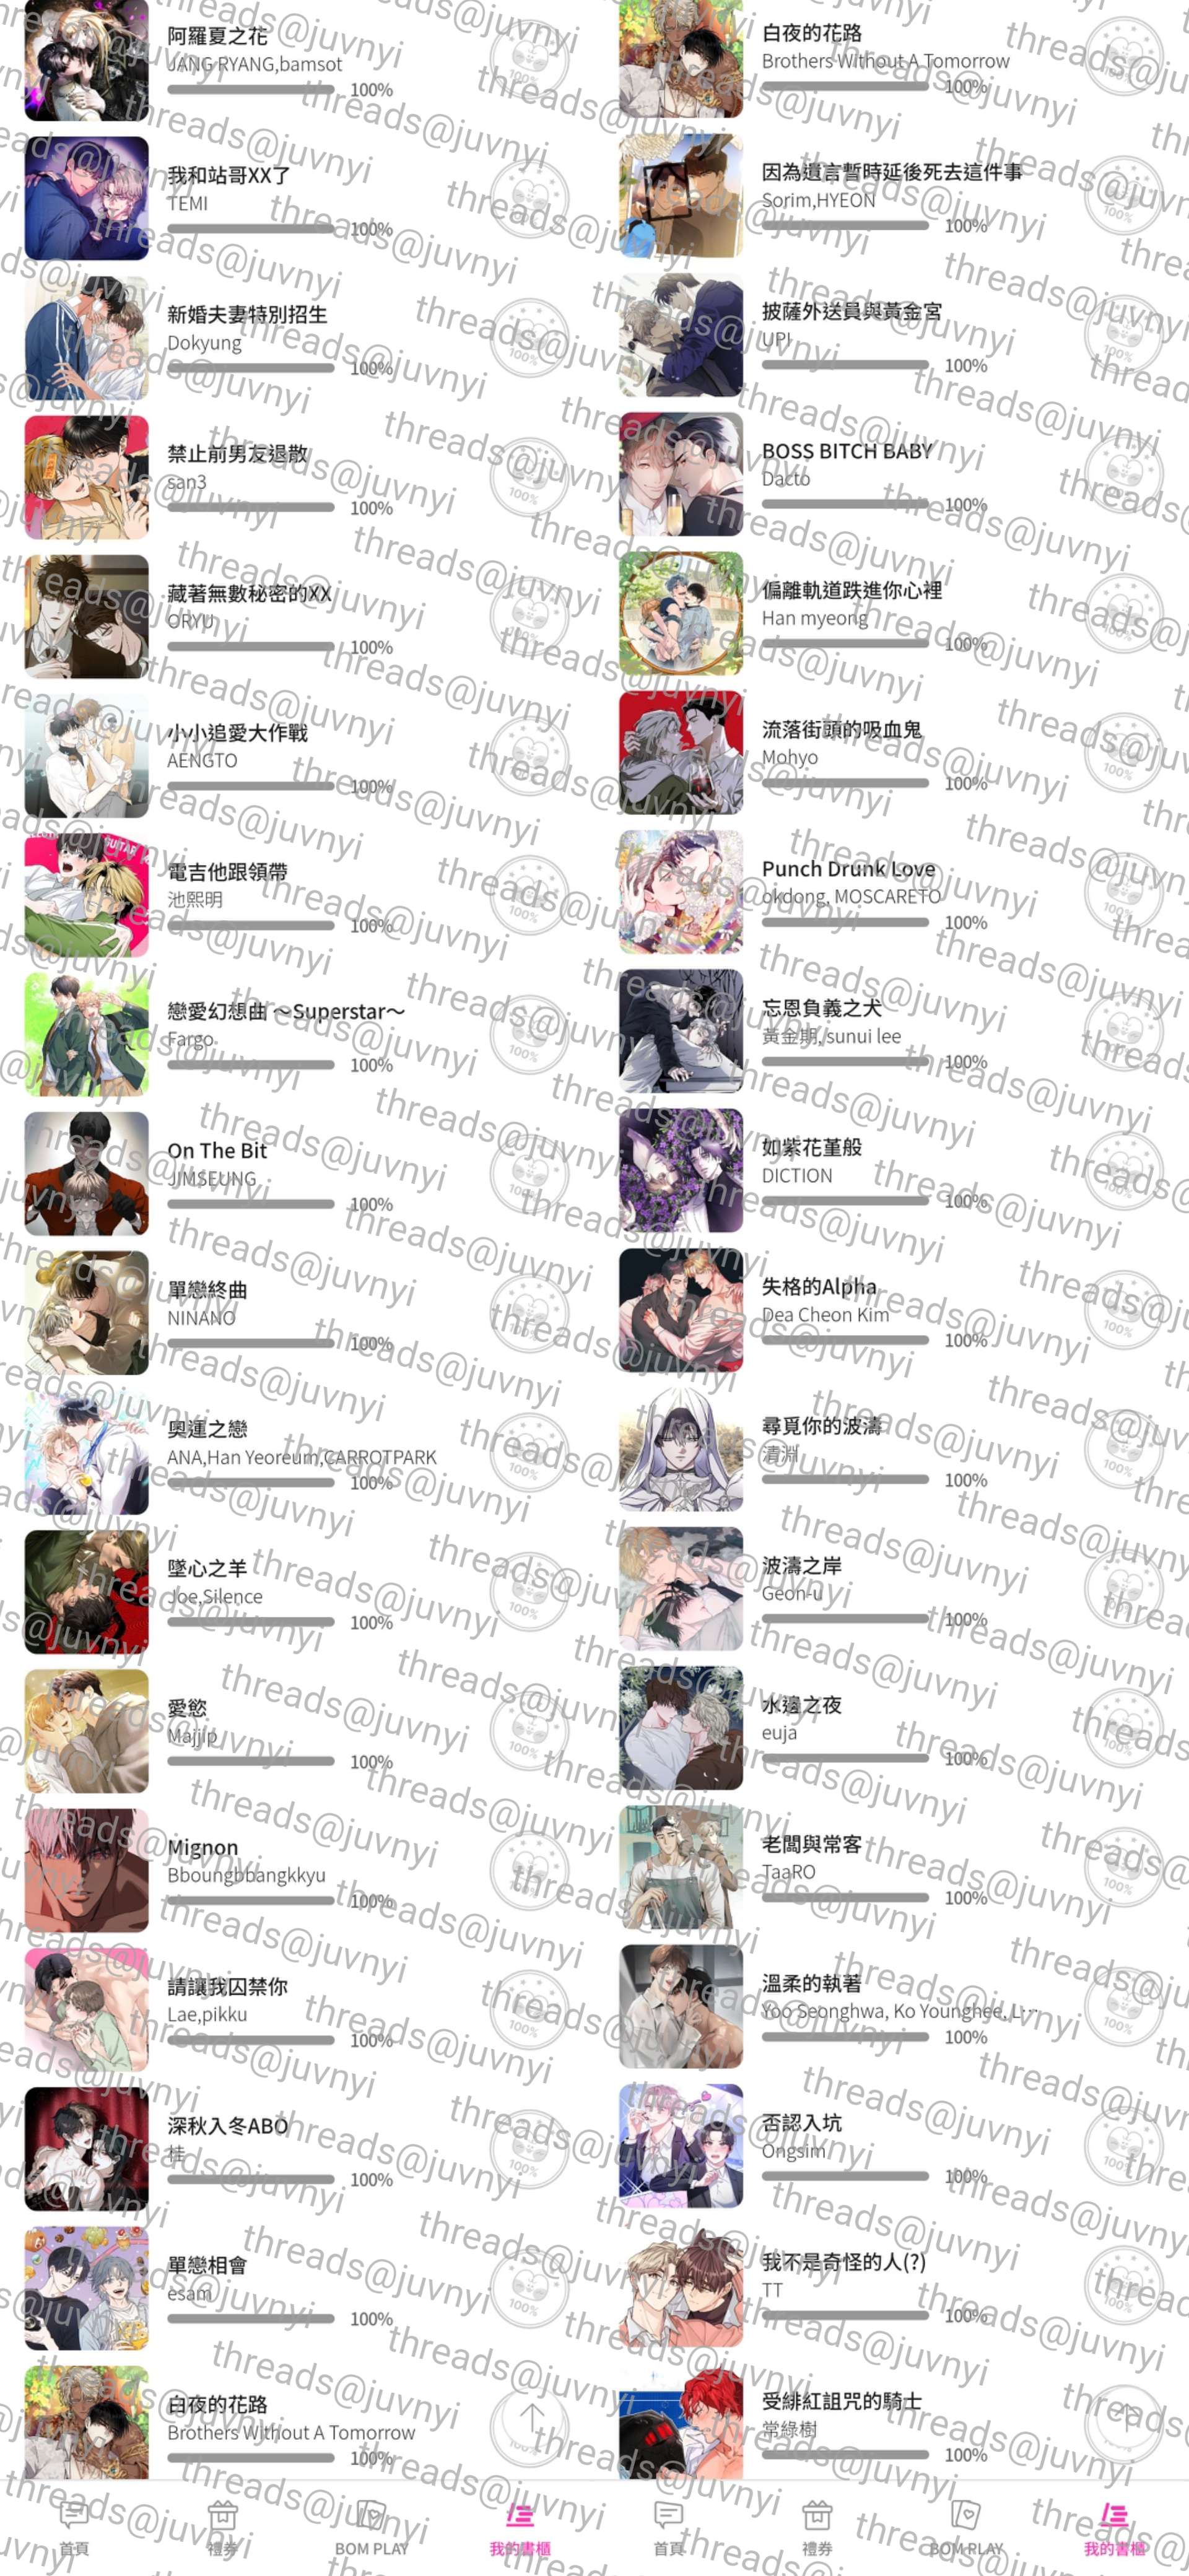 阿羅夏之花
JANG RYANG,bamsot
100%
我和站哥XX了
TEMI
100%
新婚夫妻特別招生
Dokyung
100%
禁止前男友退散
san3
100%
藏著無數秘密的XX
ORYU
100%
小小追愛大作戰
AENGTO
100%
電吉他跟領帶
池熙明
100%
戀愛幻想曲 ~Superstar~
Fargo
100%
On The Bit
JIMSEUNG
100%
單戀終曲
NINANO
100%
奧運之戀
ANA,Han Yeoreum,CARROTPARK
100%
墜心之羊
Joe,Silence
100%
愛慾
Majjip
100%
Mignon
Bboungbbangkkyu
100%
請讓我囚禁你
Lae,pikku
100%
深秋入冬ABO
桂
100%
單戀相會
esam
100%
白夜的花路
Brothers Without A Tomorrow
100%
首頁
禮券
BOM PLAY
我的書櫃
白夜的花路
Brothers Without A Tomorrow
100%
因為遺言暫時延後死去這件事
Sorim,HYEON
100%
披薩外送員與黃金宮
UPI
100%
BOSS BITCH BABY
Dacto
100%
偏離軌道跌進你心裡
Han myeong
100%
流落街頭的吸血鬼
Mohyo
100%
Punch Drunk Love
okdong, MOSCARETO
100%
忘恩負義之犬
黃金期, sunui lee
100%
如紫花堇般
DICTION
100%
失格的Alpha
Dea Cheon Kim
100%
尋覓你的波濤
清淵
100%
波濤之岸
Geon-u
100%
水邊之夜
euja
100%
老闆與常客
TaaRO
100%
溫柔的執著
Yoo Seonghwa, Ko Younghee, L…
100%
否認入坑
Ongsim
100%
我不是奇怪的人(?)
TT
100%
受緋紅詛咒的騎士
常綠樹
100%
首頁
禮券
BOM PLAY
我的書櫃
threads@juvnyi